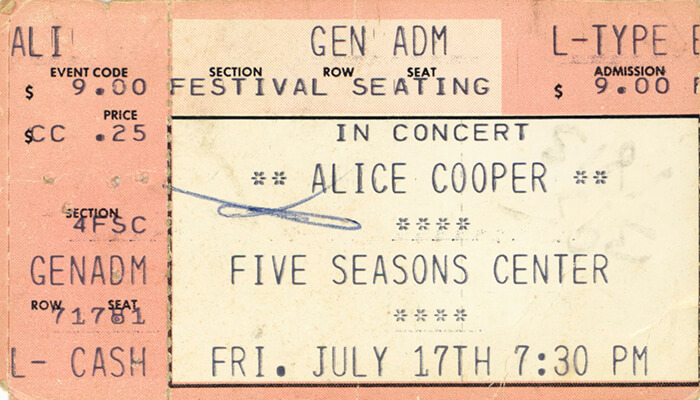 ALI GEN ADM L-TYPE
EVENT CODE SECTION ROW SEAT ADMISSION
$ 9.00 FESTIVAL SEATING $ 9.00
PRICE
$CC .25 IN CONCERT
** ALICE COOPER **
SECTION
4FSC ****
GENADM FIVE SEASONS CENTER
ROW SEAT
71781 ****
L- CASH FRI. JULY 17TH 7:30 PM